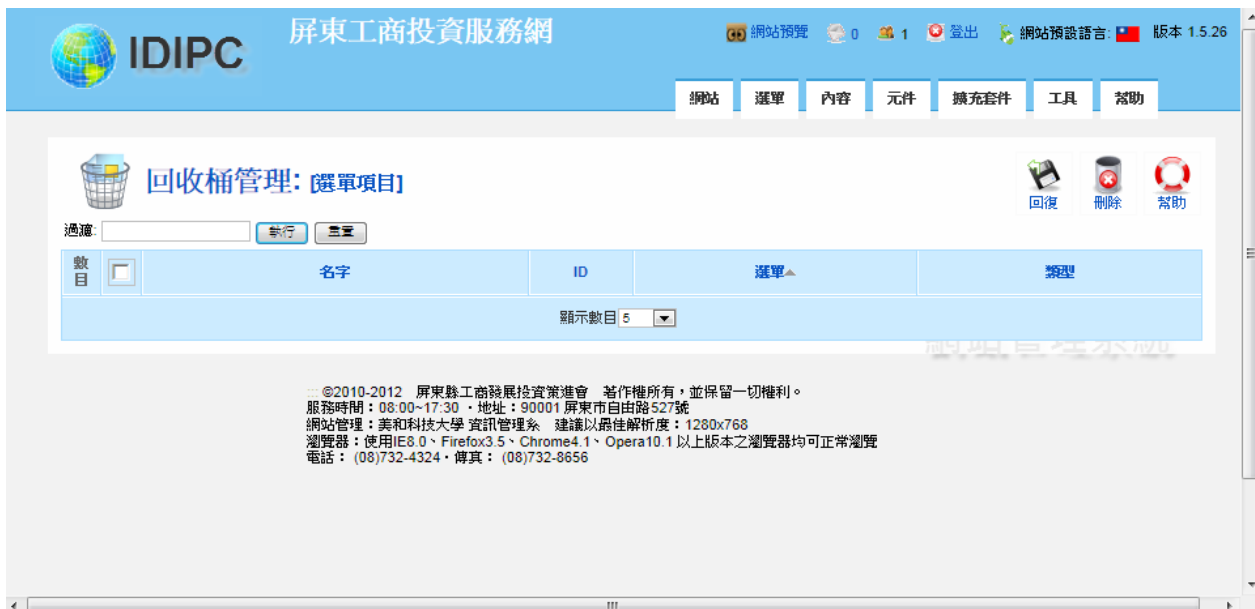 IDIPC
屏東工商投資服務網
網站預覽 0 1 登出 網站預設語言: 版本 1.5.26
網站 選單 內容 元件 擴充套件 工具 幫助
回收桶管理: [選單項目]
回復 刪除 幫助
過濾: 執行 重置
數目 名字 ID 選單 類型
顯示數目 5
網站管理系統
©2010-2012 屏東縣工商發展投資策進會 著作權所有，並保留一切權利。
服務時間：08:00~17:30 ‧地址：90001 屏東市自由路527號
網站管理：美和科技大學 資訊管理系 建議以最佳解析度：1280x768
瀏覽器：使用IE8.0、Firefox3.5、Chrome4.1、Opera10.1 以上版本之瀏覽器均可正常瀏覽
電話： (08)732-4324‧傳真： (08)732-8656